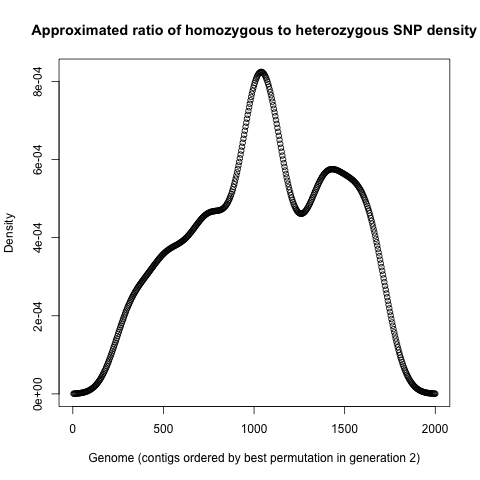 Approximated ratio of homozygous to heterozygous SNP density
8e-04
6e-04
4e-04
2e-04
0e+00
Density
0 500 1000 1500 2000
Genome (contigs ordered by best permutation in generation 2)